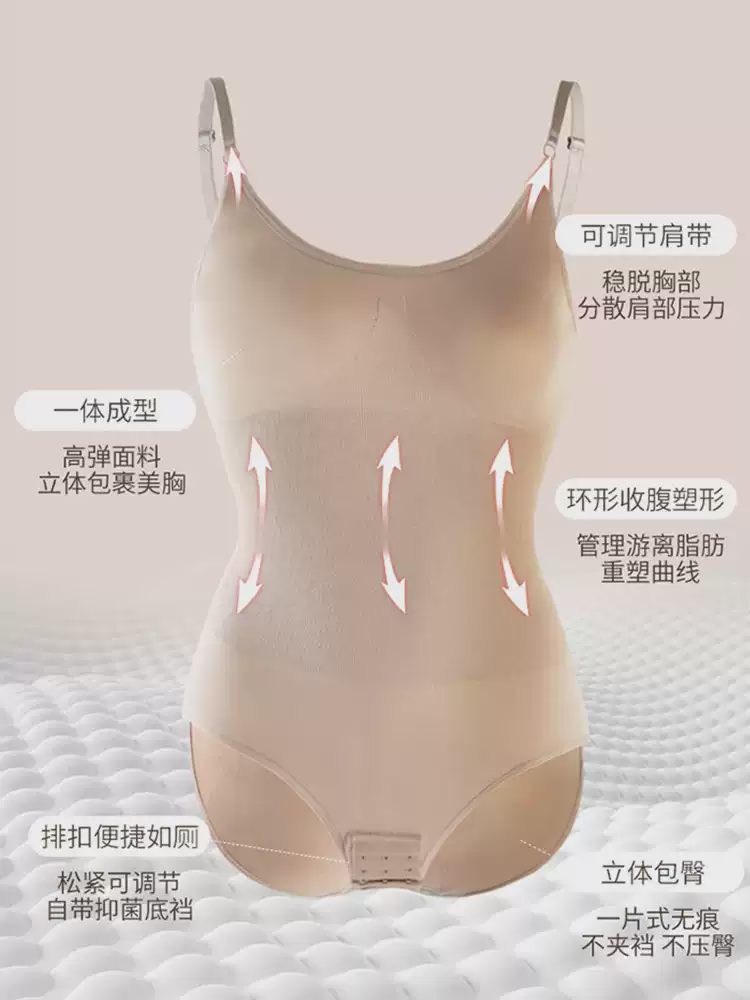 可调节肩带
稳脱胸部
分散肩部压力
一体成型
高弹面料
立体包裹美胸
环形收腹塑形
管理游离脂肪
重塑曲线
排扣便捷如厕
松紧可调节
自带抑菌底裆
立体包臀
一片式无痕
不夹裆 不压臀